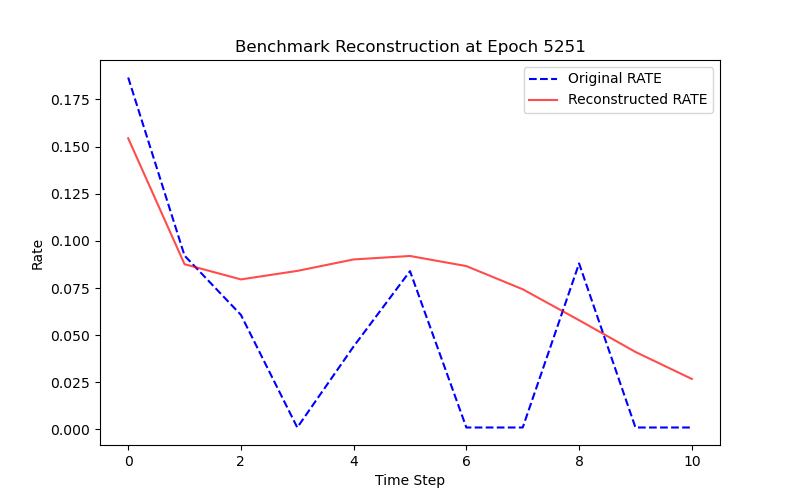 Benchmark Reconstruction at Epoch 5251
Original RATE
Reconstructed RATE
Rate
0.175
0.150
0.125
0.100
0.075
0.050
0.025
0.000
0 2 4 6 8 10
Time Step